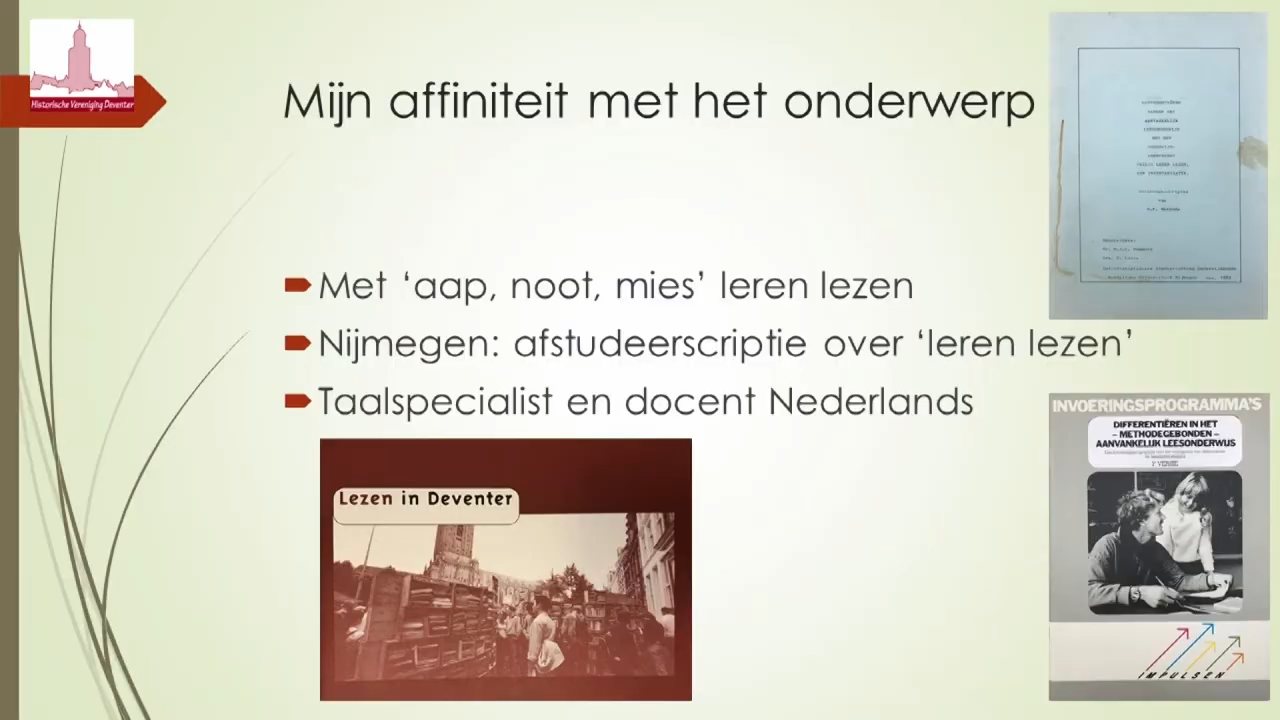 Historische Vereniging Deventer
Mijn affiniteit met het onderwerp
Met ‘aap, noot, mies’ leren lezen
Nijmegen: afstudeerscriptie over ‘leren lezen’
Taalspecialist en docent Nederlands
Lezen in Deventer
INVOERINGSPROGRAMMA'S
DIFFERENTIËREN IN HET
– METHODEGEBONDEN –
AANVANKELIJK LEESONDERWIJS
IMPULSEN